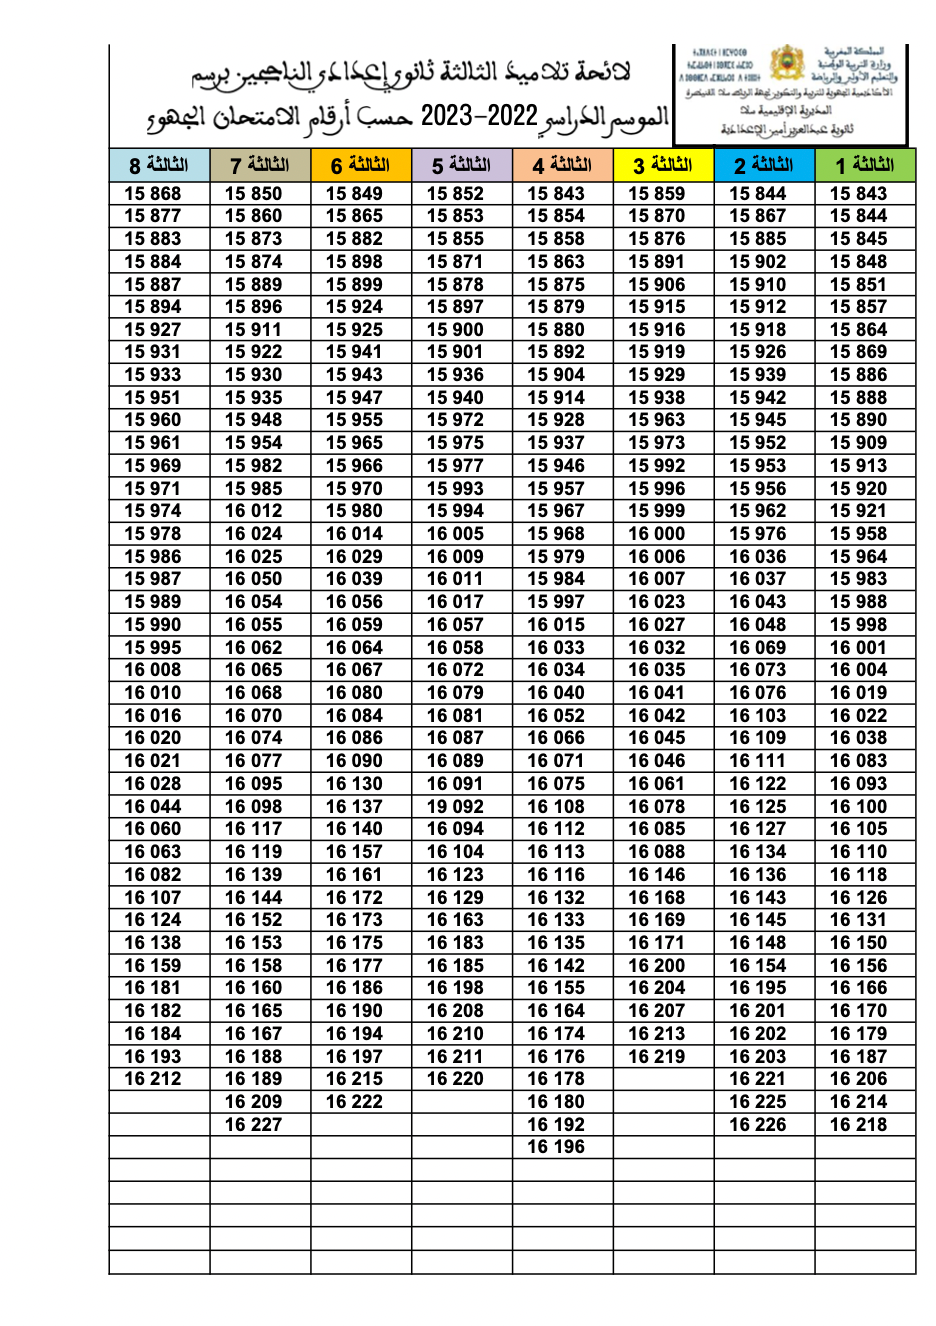 المملكة المغربية
وزارة التربية الوطنية
والتعليم الأولي والرياضة
الأكاديمية الجهوية للتربية والتكوين لجهة الرباط سلا القنيطرة
المديرية الإقليمية سلا
ثانوية عبدالعزيز أمين الإعدادية
لائحة تلاميذ الثالثة ثانوي إعدادي الناجحين برسم
الموسم الدراسي 2022-2023 حسب أرقام الامتحان الجهوي
الثالثة 1 الثالثة 2 الثالثة 3 الثالثة 4 الثالثة 5 الثالثة 6 الثالثة 7 الثالثة 8
15 843 15 844 15 859 15 843 15 852 15 849 15 850 15 868
15 844 15 867 15 870 15 854 15 853 15 865 15 860 15 877
15 845 15 885 15 876 15 858 15 855 15 882 15 873 15 883
15 848 15 902 15 891 15 863 15 871 15 898 15 874 15 884
15 851 15 910 15 906 15 875 15 878 15 899 15 889 15 887
15 857 15 912 15 915 15 879 15 897 15 924 15 896 15 894
15 864 15 918 15 916 15 880 15 900 15 925 15 911 15 927
15 869 15 926 15 919 15 892 15 901 15 941 15 922 15 931
15 886 15 939 15 929 15 904 15 936 15 943 15 930 15 933
15 888 15 942 15 938 15 914 15 940 15 947 15 935 15 951
15 890 15 945 15 963 15 928 15 972 15 955 15 948 15 960
15 909 15 952 15 973 15 937 15 975 15 965 15 954 15 961
15 913 15 953 15 992 15 946 15 977 15 966 15 982 15 969
15 920 15 956 15 996 15 957 15 993 15 970 15 985 15 971
15 921 15 962 15 999 15 967 15 994 15 980 16 012 15 974
15 958 15 976 16 000 15 968 16 005 16 014 16 024 15 978
15 964 16 036 16 006 15 979 16 009 16 029 16 025 15 986
15 983 16 037 16 007 15 984 16 011 16 039 16 050 15 987
15 988 16 043 16 023 15 997 16 017 16 056 16 054 15 989
15 998 16 048 16 027 16 015 16 057 16 059 16 055 15 990
16 001 16 069 16 032 16 033 16 058 16 064 16 062 15 995
16 004 16 073 16 035 16 034 16 072 16 067 16 065 16 008
16 019 16 076 16 041 16 040 16 079 16 080 16 068 16 010
16 022 16 103 16 042 16 052 16 081 16 084 16 070 16 016
16 038 16 109 16 045 16 066 16 087 16 086 16 074 16 020
16 083 16 111 16 046 16 071 16 089 16 090 16 077 16 021
16 093 16 122 16 061 16 075 16 091 16 130 16 095 16 028
16 100 16 125 16 078 16 108 19 092 16 137 16 098 16 044
16 105 16 127 16 085 16 112 16 094 16 140 16 117 16 060
16 110 16 134 16 088 16 113 16 104 16 157 16 119 16 063
16 118 16 136 16 146 16 116 16 123 16 161 16 139 16 082
16 126 16 143 16 168 16 132 16 129 16 172 16 144 16 107
16 131 16 145 16 169 16 133 16 163 16 173 16 152 16 124
16 150 16 148 16 171 16 135 16 183 16 175 16 153 16 138
16 156 16 154 16 200 16 142 16 185 16 177 16 158 16 159
16 166 16 195 16 204 16 155 16 198 16 186 16 160 16 181
16 170 16 201 16 207 16 164 16 208 16 190 16 165 16 182
16 179 16 202 16 213 16 174 16 210 16 194 16 167 16 184
16 187 16 203 16 219 16 176 16 211 16 197 16 188 16 193
16 206 16 221 16 178 16 220 16 215 16 189 16 212
16 214 16 225 16 180 16 222 16 209
16 218 16 226 16 192 16 227
16 196